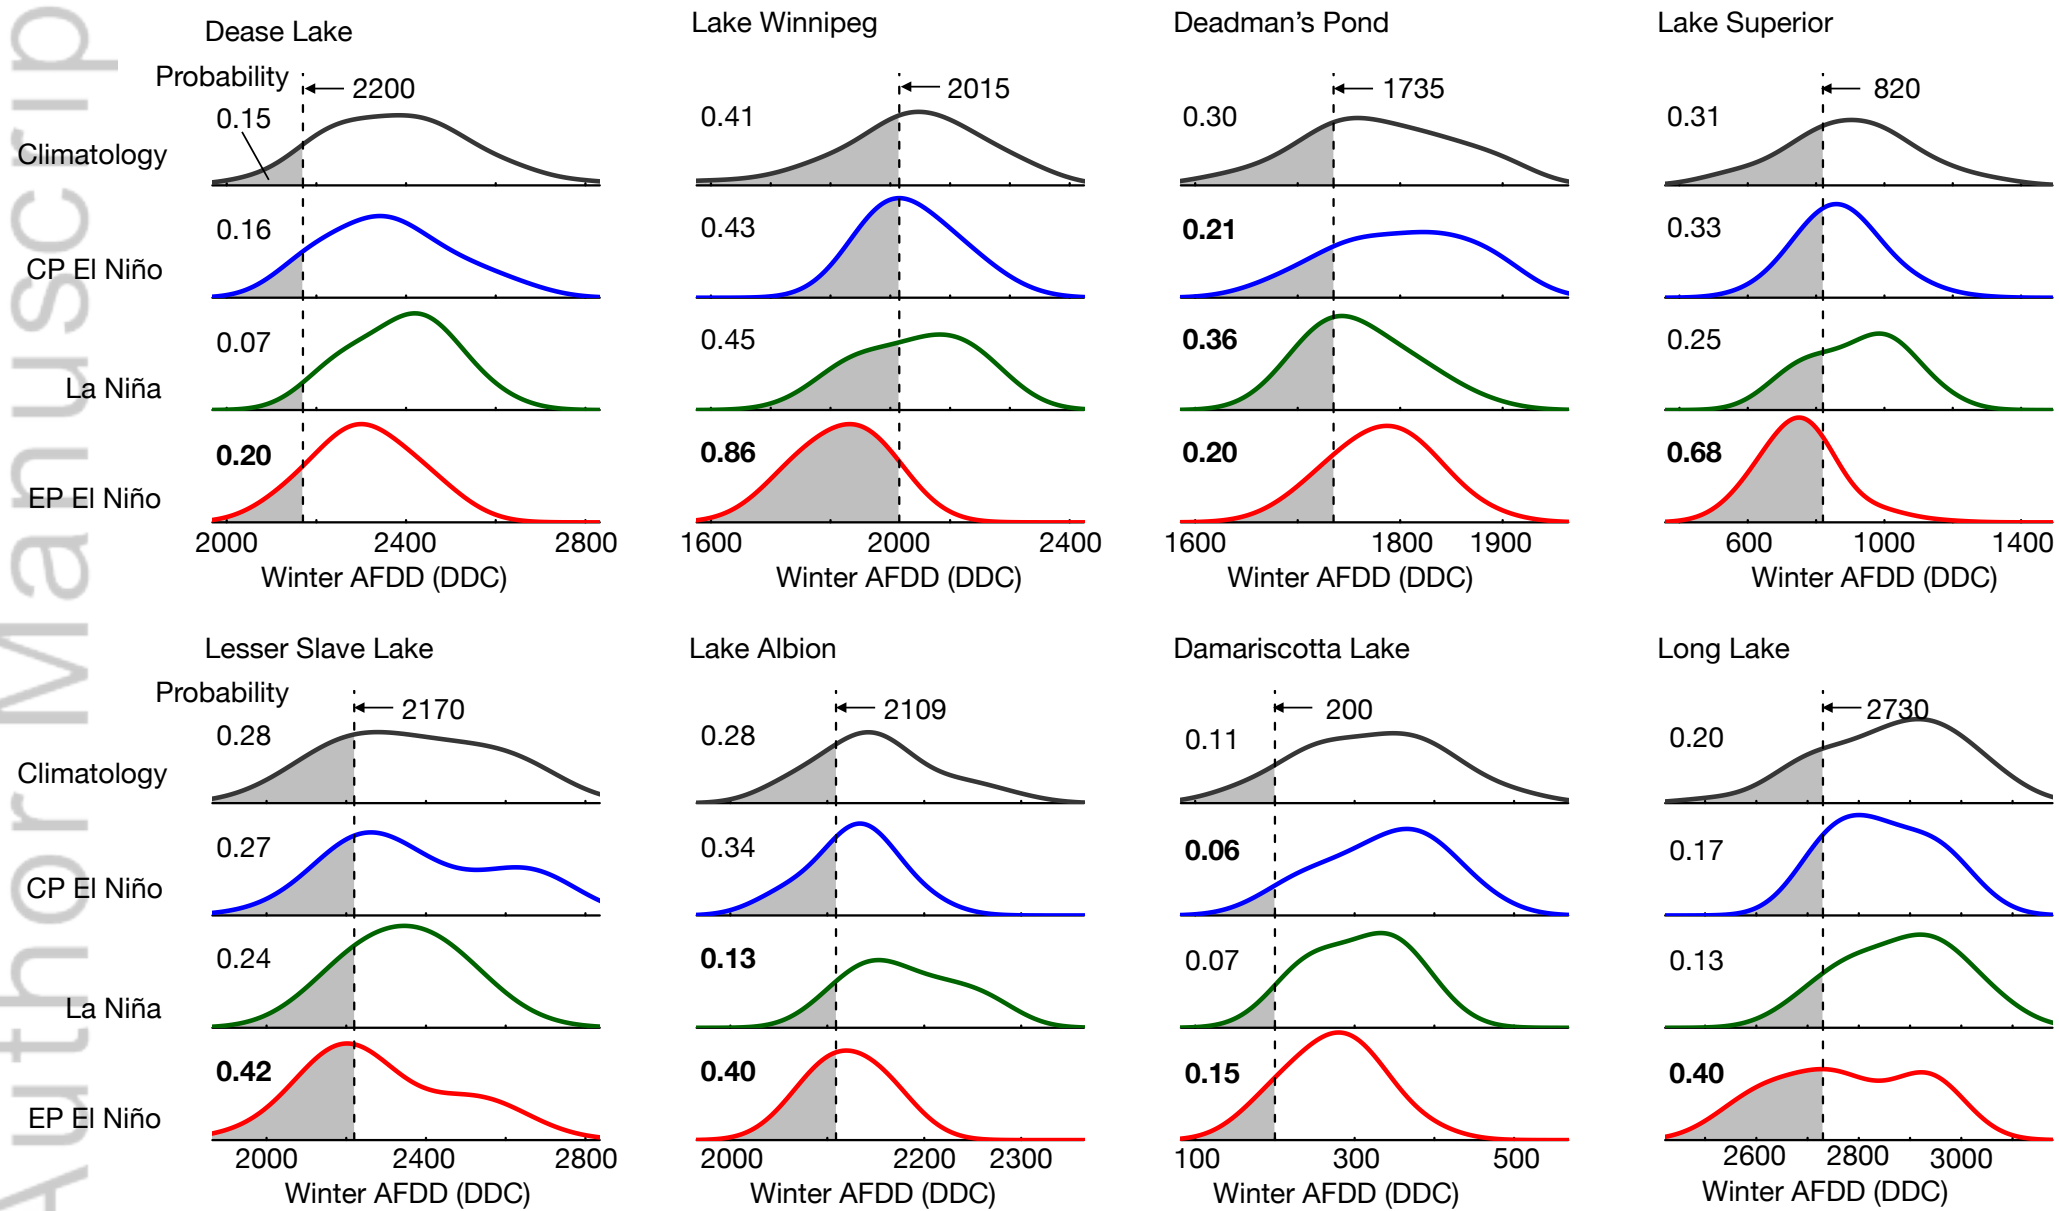 Author Manuscrip
Dease Lake
Probability
2200
0.15
Climatology
0.16
CP El Niño
0.07
La Niña
0.20
EP El Niño
2000 2400 2800
Winter AFDD (DDC)
Lake Winnipeg
2015
0.41
0.43
0.45
0.86
1600 2000 2400
Winter AFDD (DDC)
Deadman's Pond
1735
0.30
0.21
0.36
0.20
1600 1800 1900
Winter AFDD (DDC)
Lake Superior
820
0.31
0.33
0.25
0.68
600 1000 1400
Winter AFDD (DDC)
Lesser Slave Lake
Probability
2170
0.28
Climatology
0.27
CP El Niño
0.24
La Niña
0.42
EP El Niño
2000 2400 2800
Winter AFDD (DDC)
Lake Albion
2109
0.28
0.34
0.13
0.40
2000 2200 2300
Winter AFDD (DDC)
Damariscotta Lake
200
0.11
0.06
0.07
0.15
100 300 500
Winter AFDD (DDC)
Long Lake
2730
0.20
0.17
0.13
0.40
2600 2800 3000
Winter AFDD (DDC)